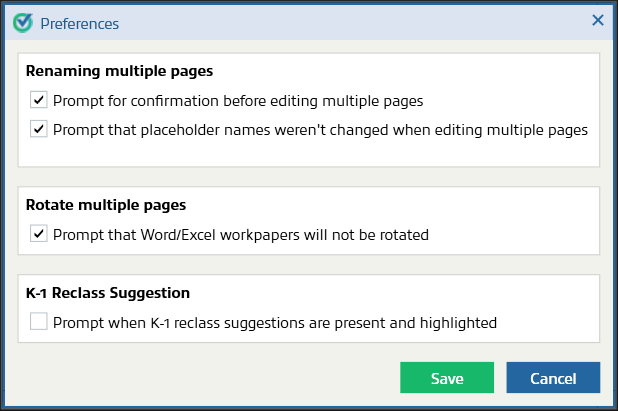 Preferences
Renaming multiple pages
Prompt for confirmation before editing multiple pages
Prompt that placeholder names weren't changed when editing multiple pages
Rotate multiple pages
Prompt that Word/Excel workpapers will not be rotated
K-1 Reclass Suggestion
Prompt when K-1 reclass suggestions are present and highlighted
Save Cancel